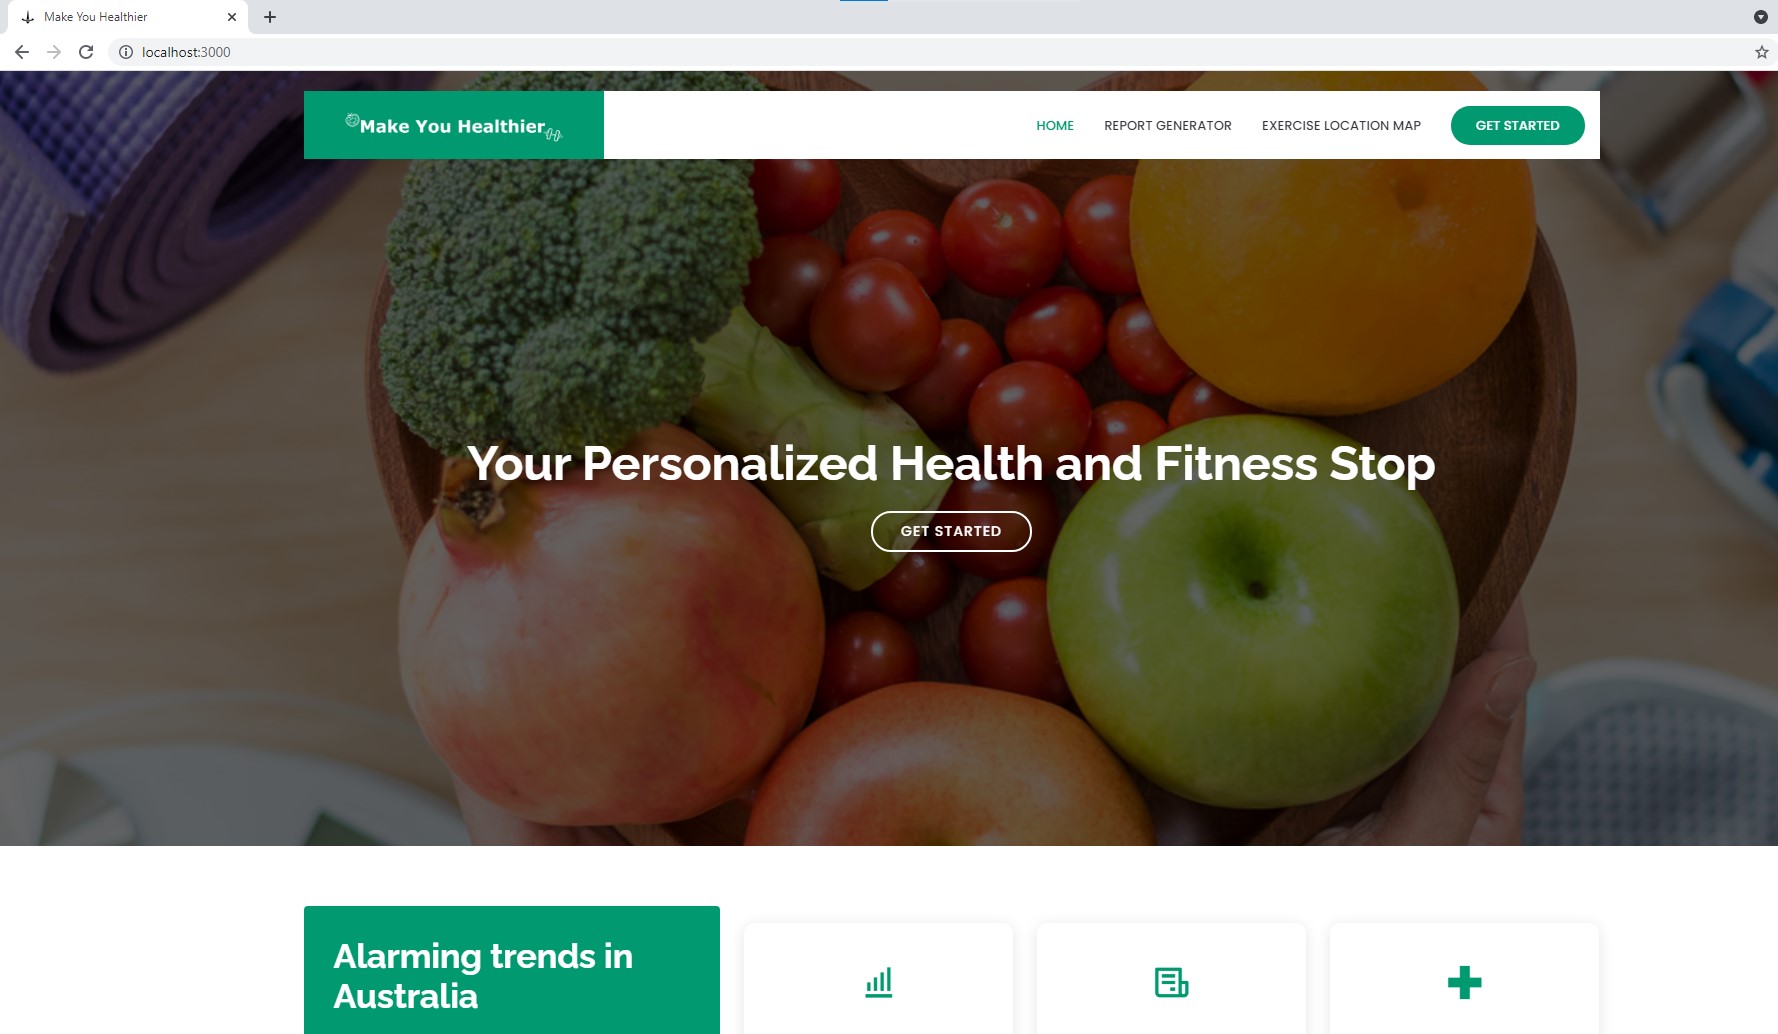 Make You Healthier
localhost:3000
Make You Healthier
HOME
REPORT GENERATOR
EXERCISE LOCATION MAP
GET STARTED
Your Personalized Health and Fitness Stop
GET STARTED
Alarming trends in
Australia